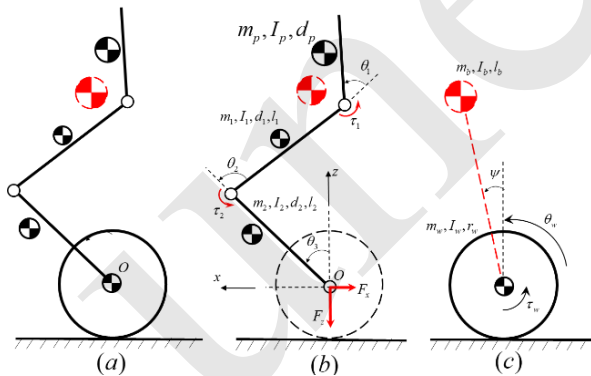 m_p, I_p, d_p
θ_1
m_b, I_b, l_b
m_1, I_1, d_1, l_1
τ_1
θ_2
z
ψ
m_2, I_2, d_2, l_2
τ_2
θ_3
m_w, I_w, r_w
θ_w
O
x
O
F_x
F_z
τ_w
(a) (b) (c)